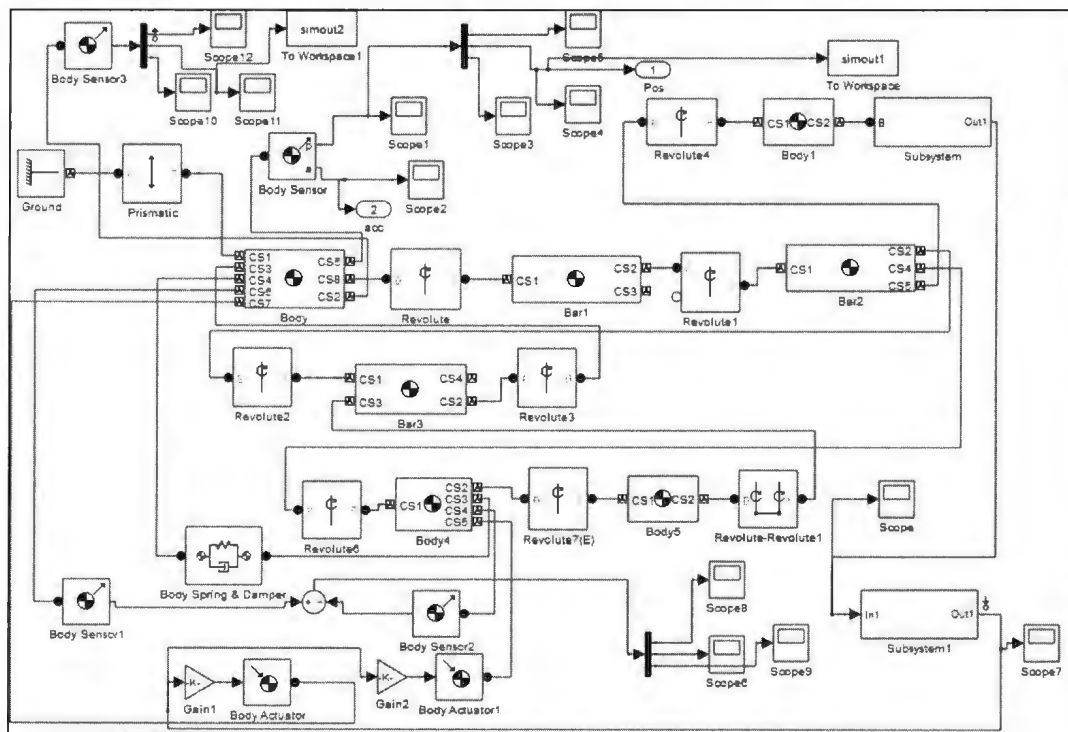 simout2
Scope12
To Workspace1
Body Sensor3
Scope10
Scope11
Scope5
1
Pos
simout1
To Workspace
Scope3
Scope4
Scope1
Revolute4
CS1
CS2
Body1
B
Out1
Subsystem
Ground
Prismatic
p
a
Body Sensor
Scope2
2
acc
CS1
CS3
CS4
CS6
CS7
CS5
CS8
CS2
Body
Revolute
CS1
CS2
CS3
Bar1
Revolute1
CS1
CS2
CS4
CS5
Bar2
Revolute2
CS1
CS3
CS4
CS2
Bar3
Revolute3
Revolute6
CS1
CS2
CS3
CS4
CS5
Body4
Revolute7(E)
CS1
CS2
Body5
Revolute-Revolute1
Scope
Body Spring & Damper
Body Sensor1
Body Sensor2
Scope8
Scope6
Scope9
In1
Out1
Subsystem1
Scope7
-K-
Gain1
Body Actuator
-K-
Gain2
Body Actuator1